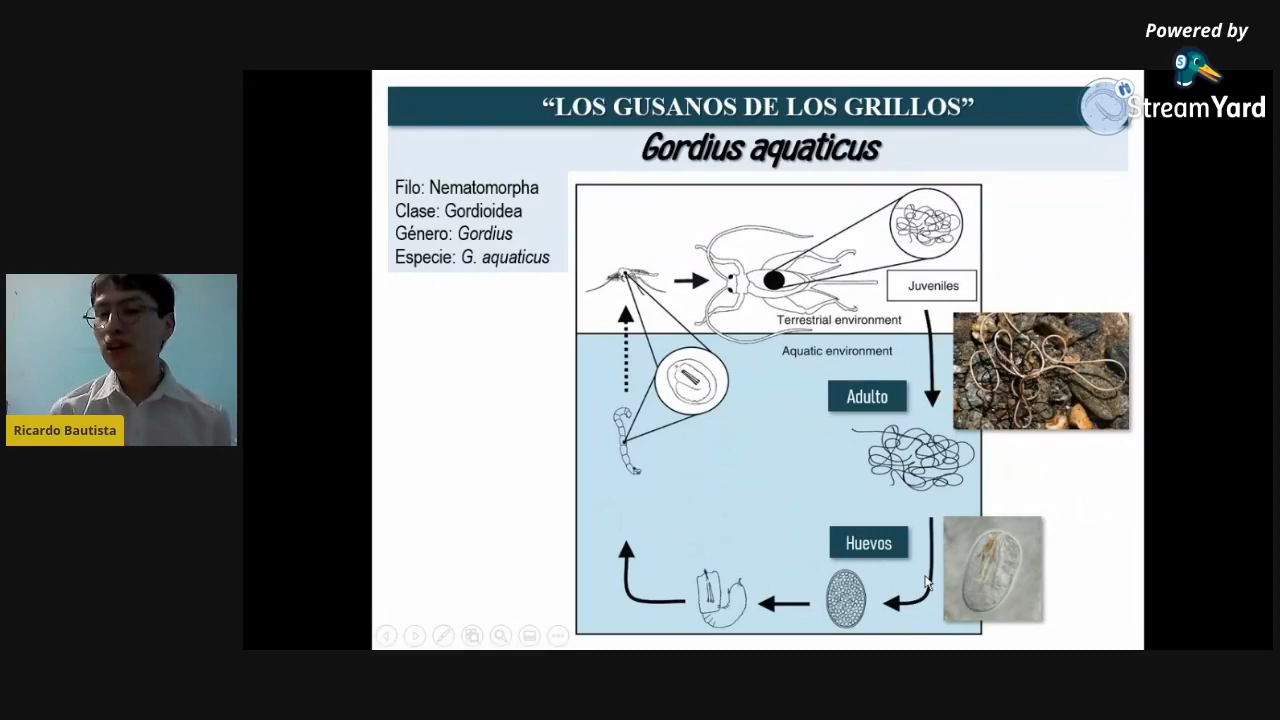 Powered by
StreamYard
“LOS GUSANOS DE LOS GRILLOS”
Gordius aquaticus
Filo: Nematomorpha
Clase: Gordioidea
Género: Gordius
Especie: G. aquaticus
Juveniles
Terrestrial environment
Aquatic environment
Adulto
Huevos
Ricardo Bautista